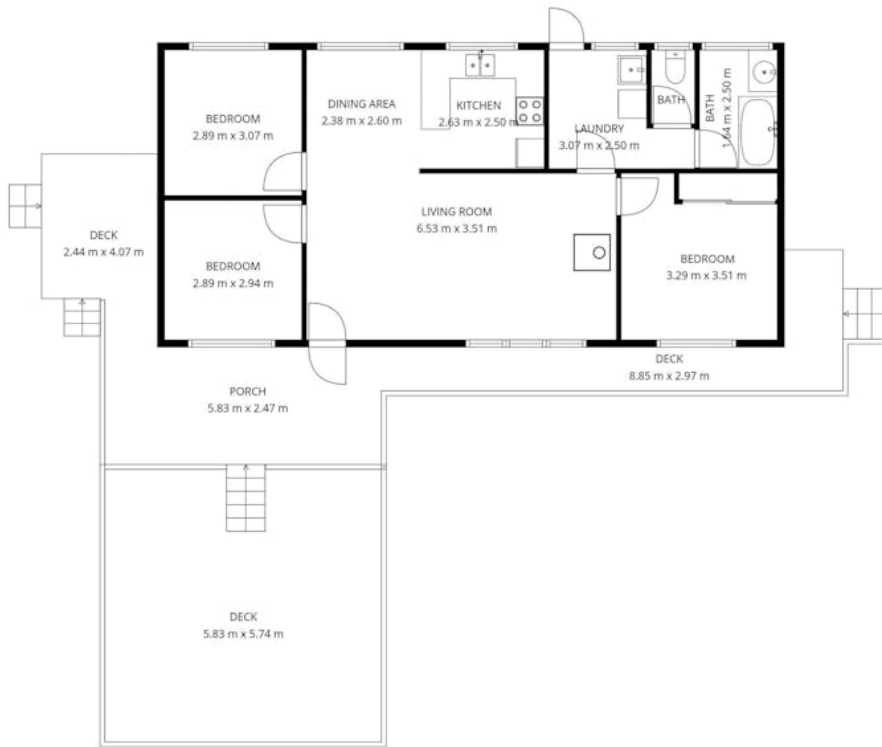 BEDROOM
2.89 m x 3.07 m
DINING AREA
2.38 m x 2.60 m
KITCHEN
2.63 m x 2.50 m
LAUNDRY
3.07 m x 2.50 m
BATH
BATH
1.64 m x 2.50 m
DECK
2.44 m x 4.07 m
BEDROOM
2.89 m x 2.94 m
LIVING ROOM
6.53 m x 3.51 m
BEDROOM
3.29 m x 3.51 m
DECK
8.85 m x 2.97 m
PORCH
5.83 m x 2.47 m
DECK
5.83 m x 5.74 m